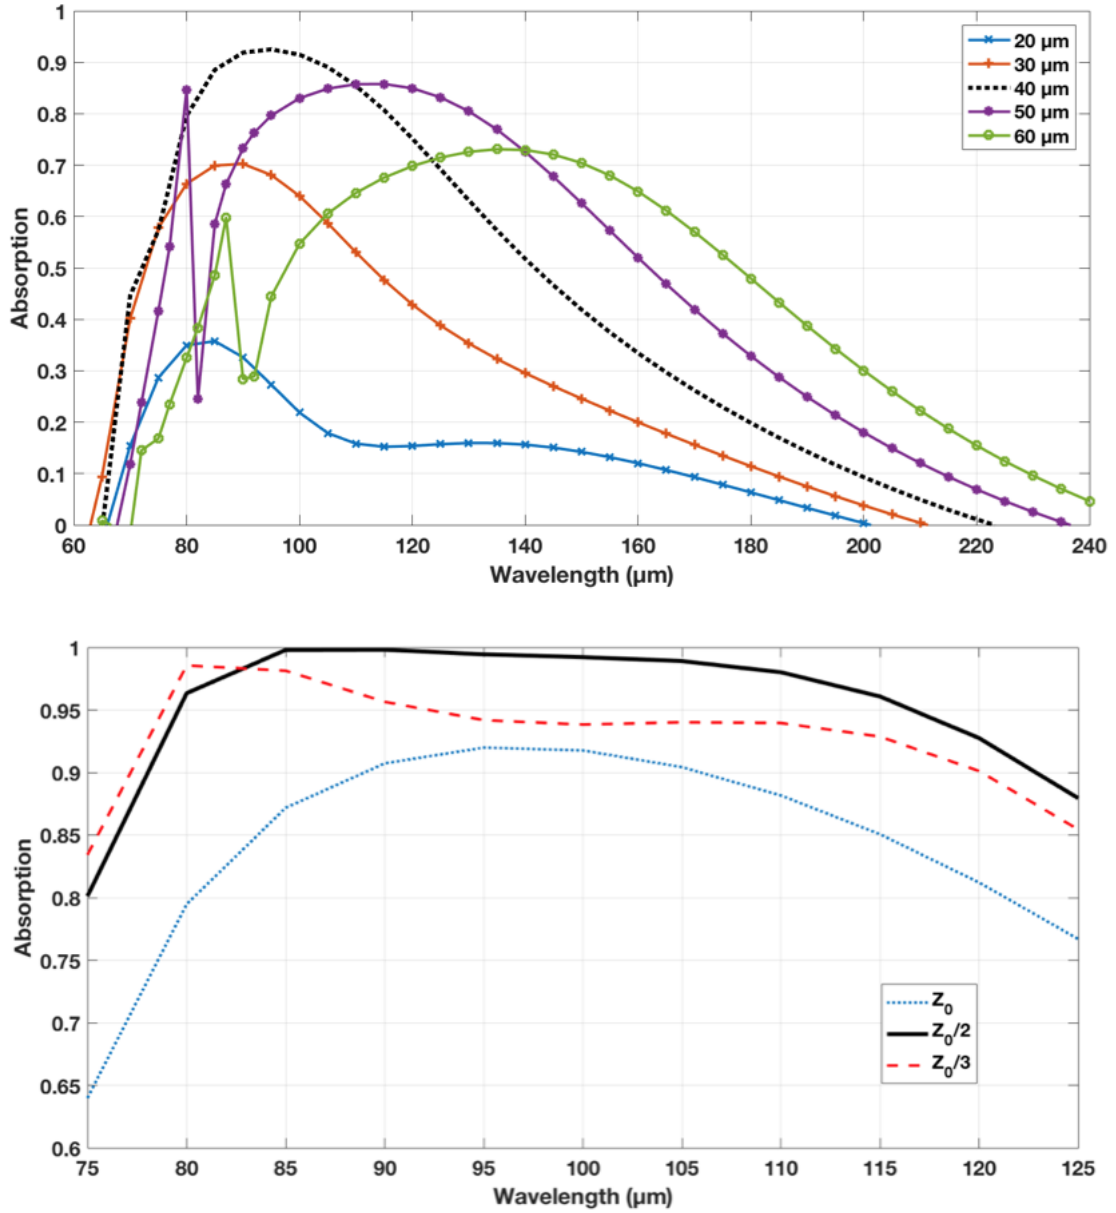 1
0.9
0.8
0.7
0.6
0.5
0.4
0.3
0.2
0.1
0
Absorption
20 µm
30 µm
40 µm
50 µm
60 µm
60 80 100 120 140 160 180 200 220 240
Wavelength (µm)
1
0.95
0.9
0.85
0.8
0.75
0.7
0.65
0.6
Absorption
Z₀
Z₀/2
Z₀/3
75 80 85 90 95 100 105 110 115 120 125
Wavelength (µm)